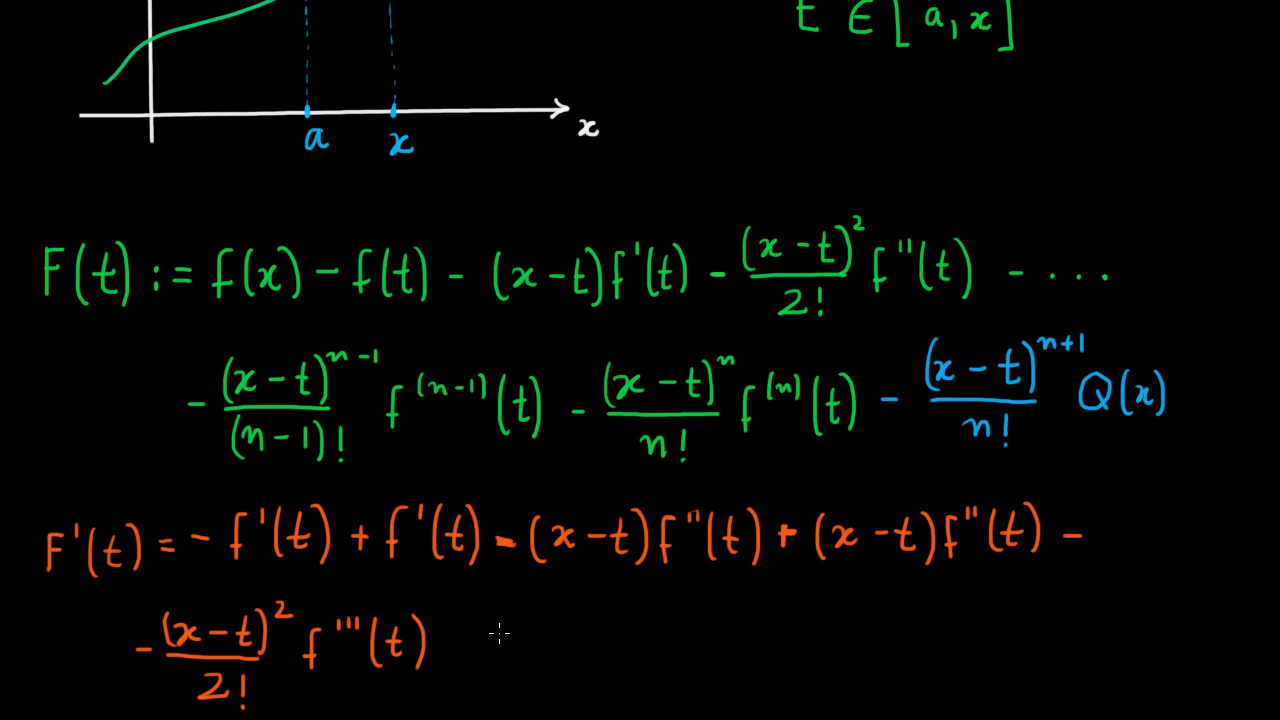 t ∈ [a, x]
a x x
F(t) := f(x) − f(t) − (x−t)f'(t) − (x−t)²/2! f''(t) − ...
− (x−t)ⁿ⁻¹/(n−1)! f⁽ⁿ⁻¹⁾(t) − (x−t)ⁿ/n! f⁽ⁿ⁾(t) − (x−t)ⁿ⁺¹/n! Q(x)
F'(t) = − f'(t) + f'(t) − (x−t)f''(t) + (x−t)f''(t) −
− (x−t)²/2! f'''(t)